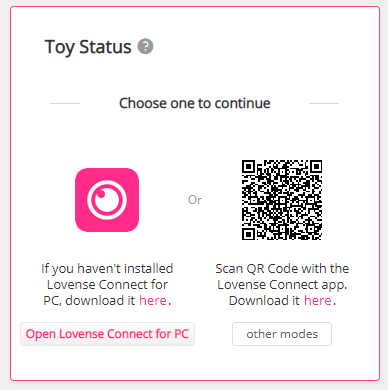 Toy Status ?
Choose one to continue
Or
If you haven't installed
Lovense Connect for
PC, download it here.
Open Lovense Connect for PC
Scan QR Code with the
Lovense Connect app.
Download it here.
other modes